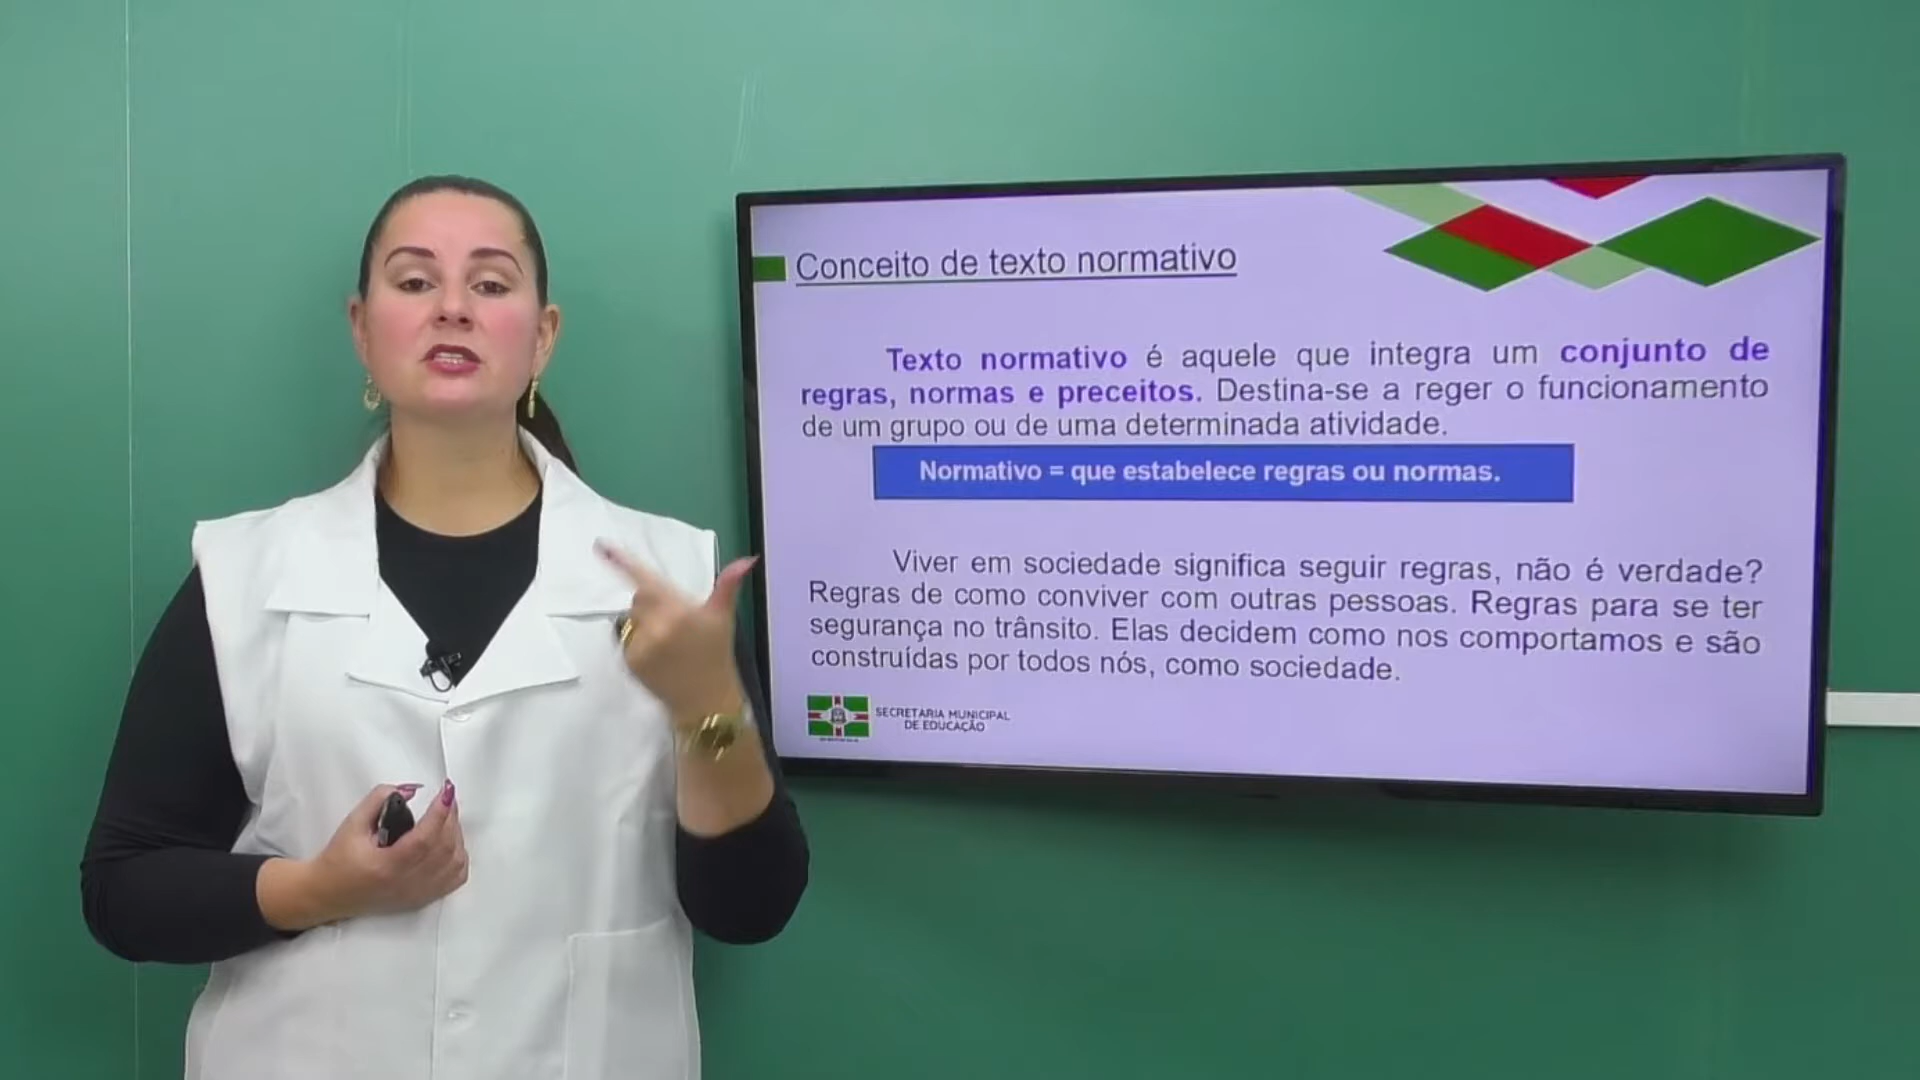 Conceito de texto normativo
Texto normativo é aquele que integra um conjunto de
regras, normas e preceitos. Destina-se a reger o funcionamento
de um grupo ou de uma determinada atividade.
Normativo = que estabelece regras ou normas.
Viver em sociedade significa seguir regras, não é verdade?
Regras de como conviver com outras pessoas. Regras para se ter
segurança no trânsito. Elas decidem como nos comportamos e são
construídas por todos nós, como sociedade.
SECRETARIA MUNICIPAL
DE EDUCAÇÃO